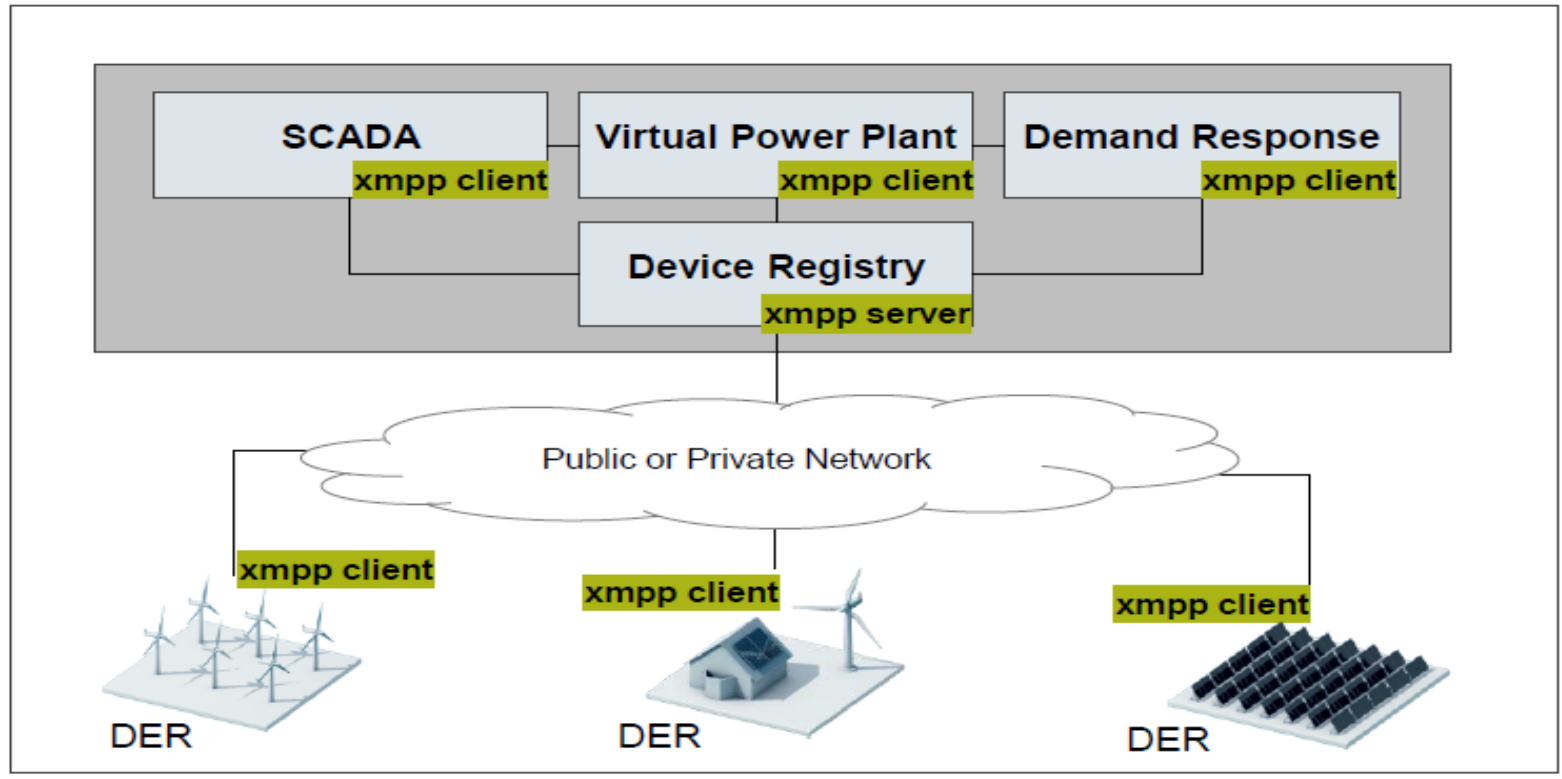 SCADA
xmpp client
Virtual Power Plant
xmpp client
Demand Response
xmpp client
Device Registry
xmpp server
Public or Private Network
xmpp client
DER
xmpp client
DER
xmpp client
DER